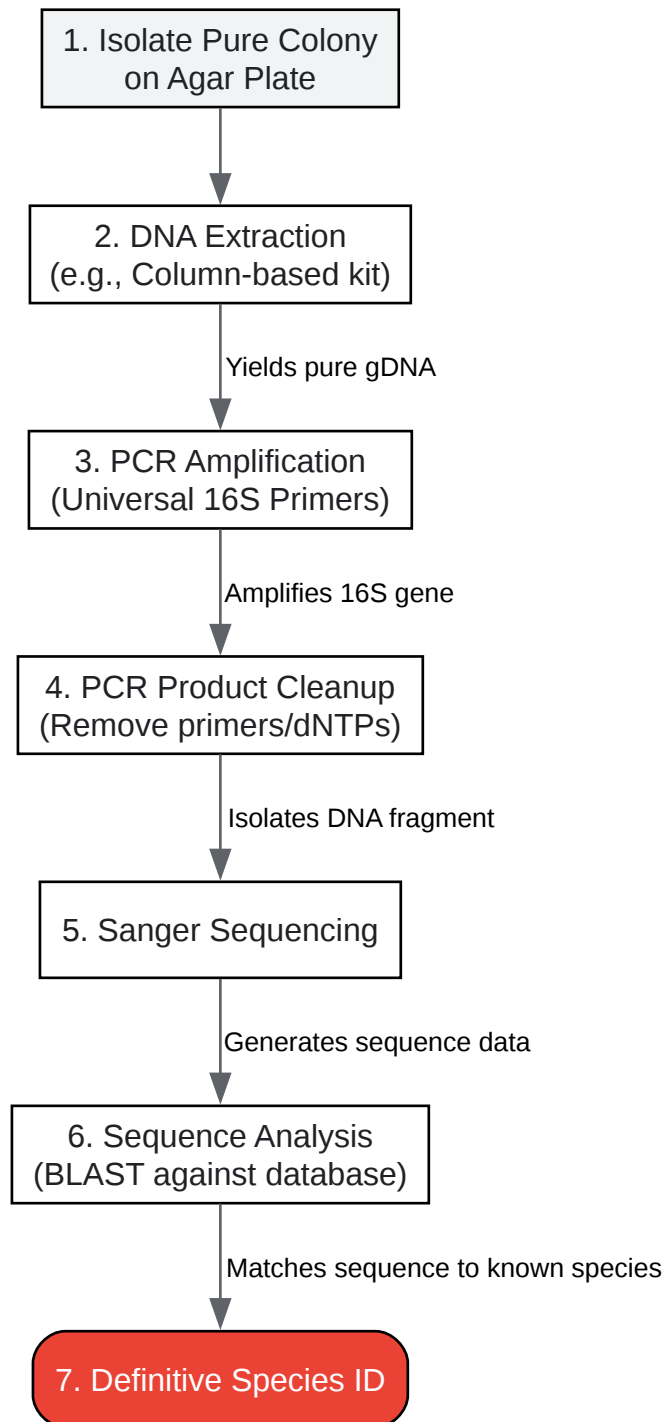 1. Isolate Pure Colony
on Agar Plate
2. DNA Extraction
(e.g., Column-based kit)
Yields pure gDNA
3. PCR Amplification
(Universal 16S Primers)
Amplifies 16S gene
4. PCR Product Cleanup
(Remove primers/dNTPs)
Isolates DNA fragment
5. Sanger Sequencing
Generates sequence data
6. Sequence Analysis
(BLAST against database)
Matches sequence to known species
7. Definitive Species ID